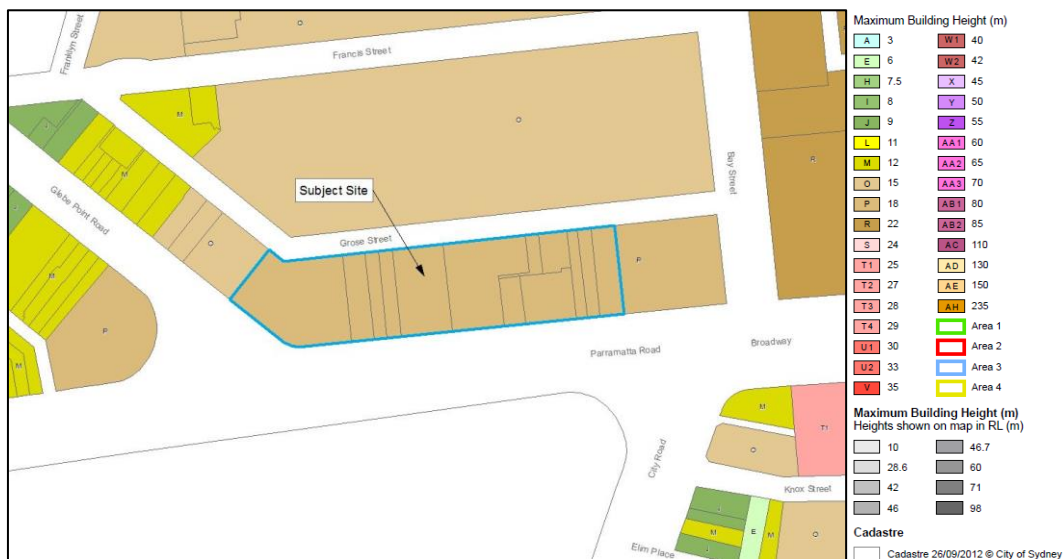 Franklyn Street
Francis Street
Glebe Point Road
Grose Street
Bay Street
Subject Site
Parramatta Road
Broadway
City Road
Knox Street
Elim Place
O
M
O
M
O
R
P
M
P
M
M
T1
O
M
E
M
O
Maximum Building Height (m)
A 3
E 6
H 7.5
I 8
J 9
L 11
M 12
O 15
P 18
R 22
S 24
T1 25
T2 27
T3 28
T4 29
U1 30
U2 33
V 35
W1 40
W2 42
X 45
Y 50
Z 55
AA1 60
AA2 65
AA3 70
AB1 80
AB2 85
AC 110
AD 130
AE 150
AH 235
Area 1
Area 2
Area 3
Area 4
Maximum Building Height (m)
Heights shown on map in RL (m)
10
28.6
42
46
46.7
60
71
98
Cadastre
Cadastre 26/09/2012 © City of Sydney